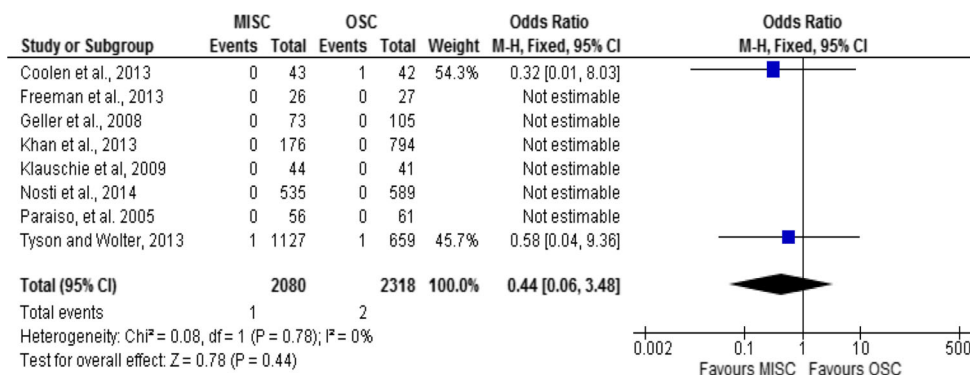 MISC OSC Odds Ratio Odds Ratio
Study or Subgroup Events Total Events Total Weight M-H, Fixed, 95% CI M-H, Fixed, 95% CI
Coolen et al., 2013 0 43 1 42 54.3% 0.32 [0.01, 8.03]
Freeman et al., 2013 0 26 0 27 Not estimable
Geller et al., 2008 0 73 0 105 Not estimable
Khan et al., 2013 0 176 0 794 Not estimable
Klauschie et al, 2009 0 44 0 41 Not estimable
Nosti et al., 2014 0 535 0 589 Not estimable
Paraiso, et al. 2005 0 56 0 61 Not estimable
Tyson and Wolter, 2013 1 1127 1 659 45.7% 0.58 [0.04, 9.36]
Total (95% CI) 2080 2318 100.0% 0.44 [0.06, 3.48]
Total events 1 2
Heterogeneity: Chi² = 0.08, df = 1 (P = 0.78); I² = 0%
Test for overall effect: Z = 0.78 (P = 0.44)
0.002 0.1 1 10 500
Favours MISC Favours OSC